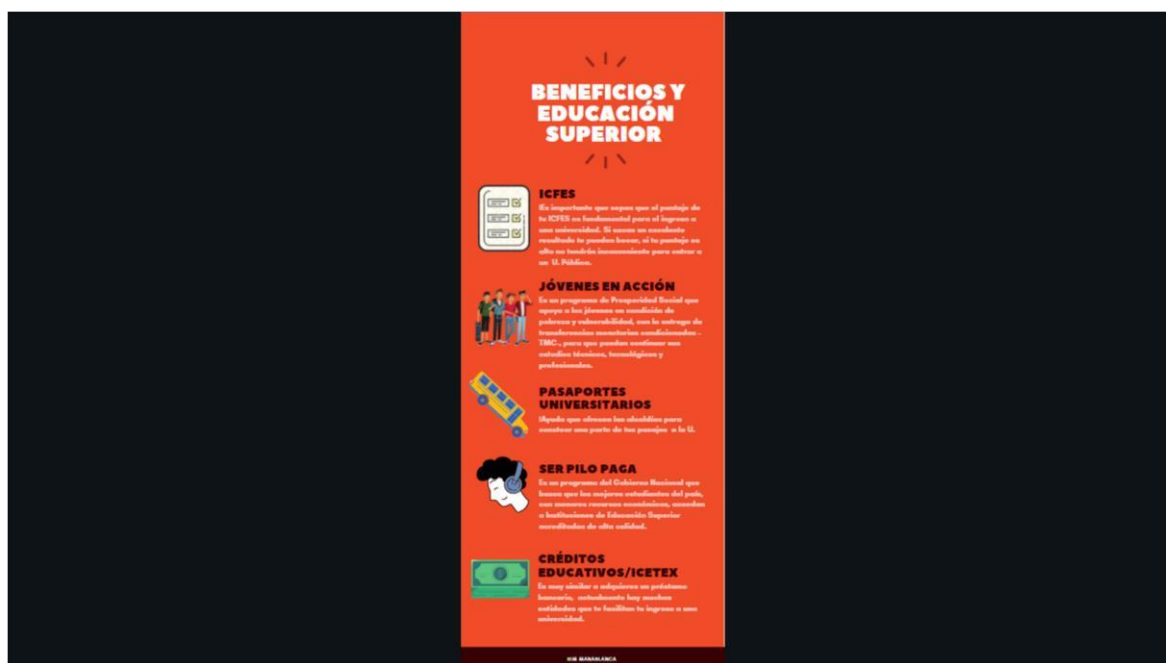 BENEFICIOS Y
EDUCACIÓN
SUPERIOR
ICFES
Es importante que sepas que el puntaje de
tu ICFES es fundamental para el ingreso a
una universidad. Si sacas un excelente
resultado te pueden becar, si tu puntaje es
alto no tendrás inconveniente para entrar a
un U. Pública.
JÓVENES EN ACCIÓN
Es un programa de Prosperidad Social que
apoya a los jóvenes en condición de
pobreza y vulnerabilidad, con la entrega de
transferencias monetarias condicionadas -
TMC-, para que puedan continuar sus
estudios técnicos, tecnológicos y
profesionales.
PASAPORTES
UNIVERSITARIOS
Ayuda que ofrecen las alcaldías para
costear una parte de tus pasajes a la U.
SER PILO PAGA
Es un programa del Gobierno Nacional que
busca que los mejores estudiantes del país,
con menores recursos económicos, accedan
a Instituciones de Educación Superior
acreditadas de alta calidad.
CRÉDITOS
EDUCATIVOS/ICETEX
Es muy similar a adquieres un préstamo
bancario, actualmente hay muchas
entidades que te facilitan tu ingreso a una
universidad.
MANABLANCA